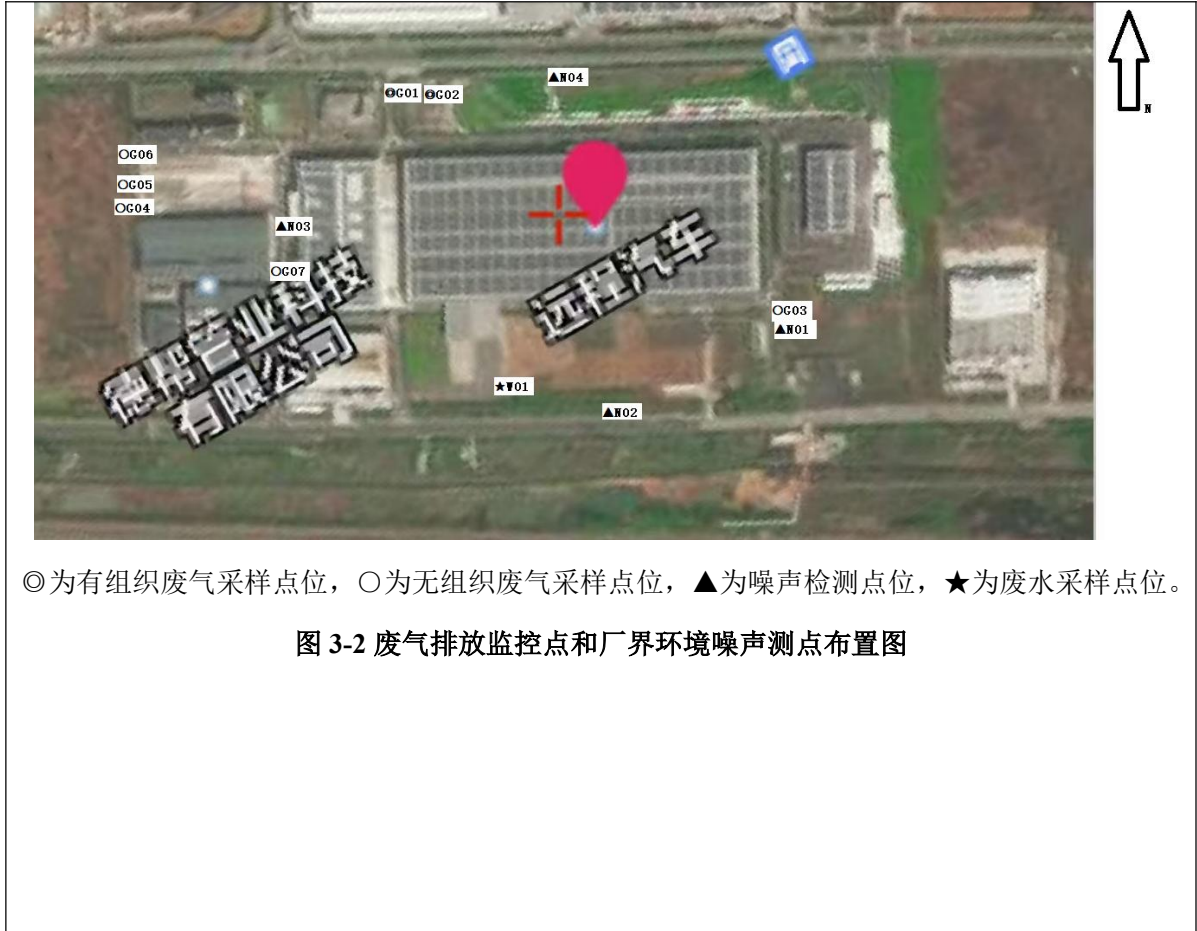 ▲N04
◎G01 ◎G02
○G06
○G05
○G04
▲N03
○G07
远程汽车
○G03
▲N01
佛吉亚科技
有限公司
★W01
▲N02
N
◎为有组织废气采样点位，○为无组织废气采样点位，▲为噪声检测点位，★为废水采样点位。
图 3-2 废气排放监控点和厂界环境噪声测点布置图